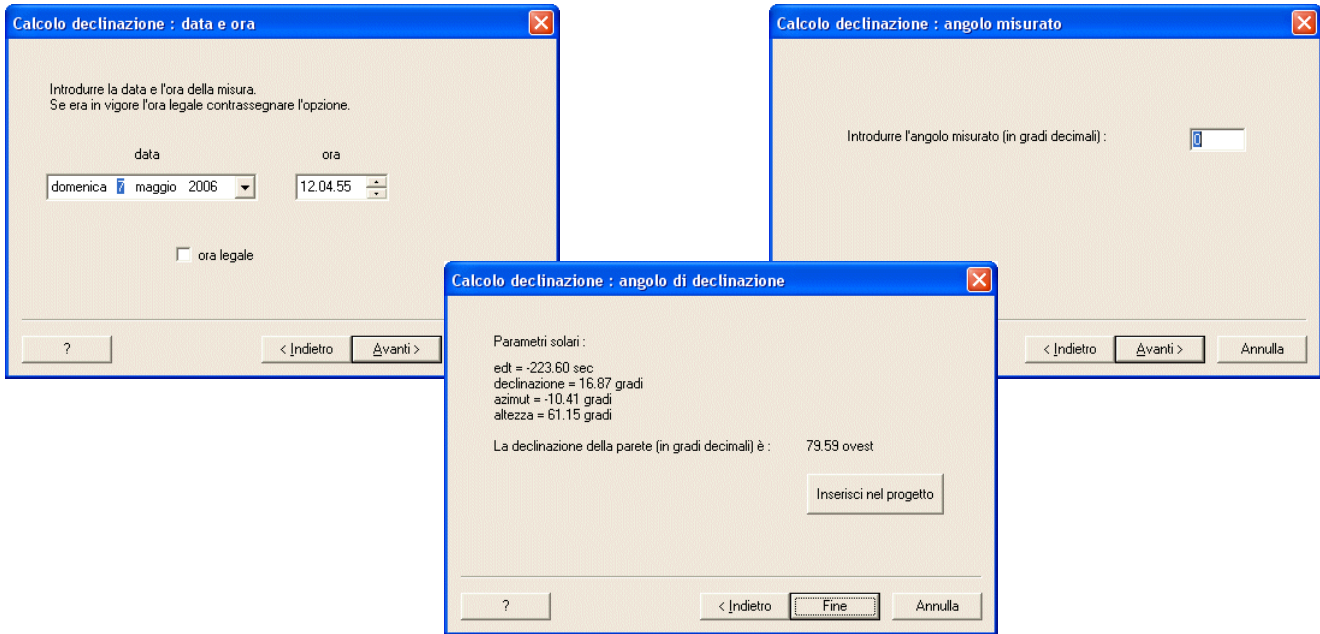 Calcolo declinazione : data e ora
Introdurre la data e l'ora della misura.
Se era in vigore l'ora legale contrassegnare l'opzione.
data ora
domenica 7 maggio 2006 12.04.55
ora legale
? < Indietro Avanti >
Calcolo declinazione : angolo misurato
Introdurre l'angolo misurato (in gradi decimali) : 0
< Indietro Avanti > Annulla
Calcolo declinazione : angolo di declinazione
Parametri solari :
edt = -223.60 sec
declinazione = 16.87 gradi
azimut = -10.41 gradi
altezza = 61.15 gradi
La declinazione della parete (in gradi decimali) è : 79.59 ovest
Inserisci nel progetto
? < Indietro Fine Annulla